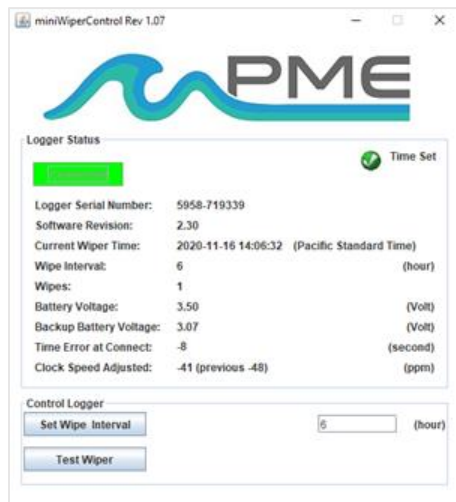 miniWiperControl Rev 1.07
PME
Logger Status
Time Set
Logger Serial Number: 5958-719339
Software Revision: 2.30
Current Wiper Time: 2020-11-16 14:06:32 (Pacific Standard Time)
Wipe Interval: 6 (hour)
Wipes: 1
Battery Voltage: 3.50 (Volt)
Backup Battery Voltage: 3.07 (Volt)
Time Error at Connect: -8 (second)
Clock Speed Adjusted: -41 (previous -48) (ppm)
Control Logger
Set Wipe Interval 6 (hour)
Test Wiper